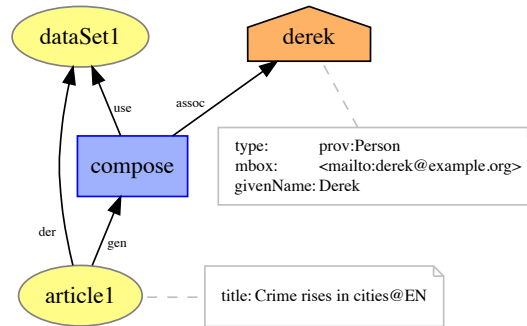 dataSet1
derek
use
assoc
type: prov:Person
mbox: <mailto:derek@example.org>
givenName: Derek
compose
der
gen
article1
title: Crime rises in cities@EN